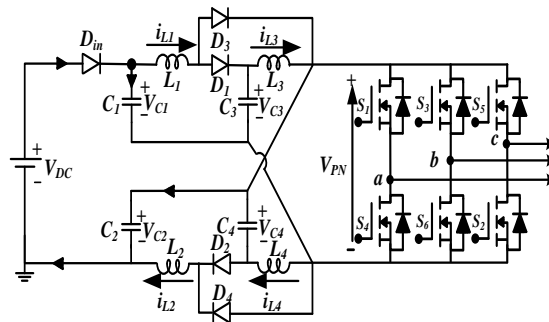 i_L1
i_L3
D_in
D_3
L_1
D_1
L_3
C_1
V_C1
C_3
V_C3
S_1
S_3
S_5
V_DC
V_PN
a
b
c
C_2
V_C2
C_4
V_C4
L_2
D_2
L_4
S_4
S_6
S_2
i_L2
D_4
i_L4
+
−